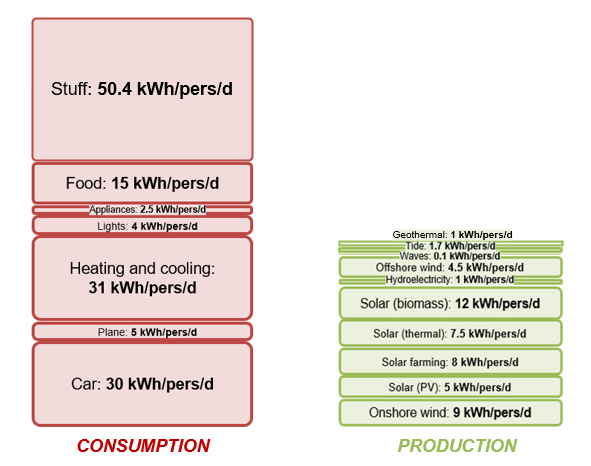 Stuff: 50.4 kWh/pers/d
Food: 15 kWh/pers/d
Appliances: 2.5 kWh/pers/d
Lights: 4 kWh/pers/d
Heating and cooling:
31 kWh/pers/d
Plane: 5 kWh/pers/d
Car: 30 kWh/pers/d
CONSUMPTION
Geothermal: 1 kWh/pers/d
Tide: 1.7 kWh/pers/d
Waves: 0.1 kWh/pers/d
Offshore wind: 4.5 kWh/pers/d
Hydroelectricity: 1 kWh/pers/d
Solar (biomass): 12 kWh/pers/d
Solar (thermal): 7.5 kWh/pers/d
Solar farming: 8 kWh/pers/d
Solar (PV): 5 kWh/pers/d
Onshore wind: 9 kWh/pers/d
PRODUCTION